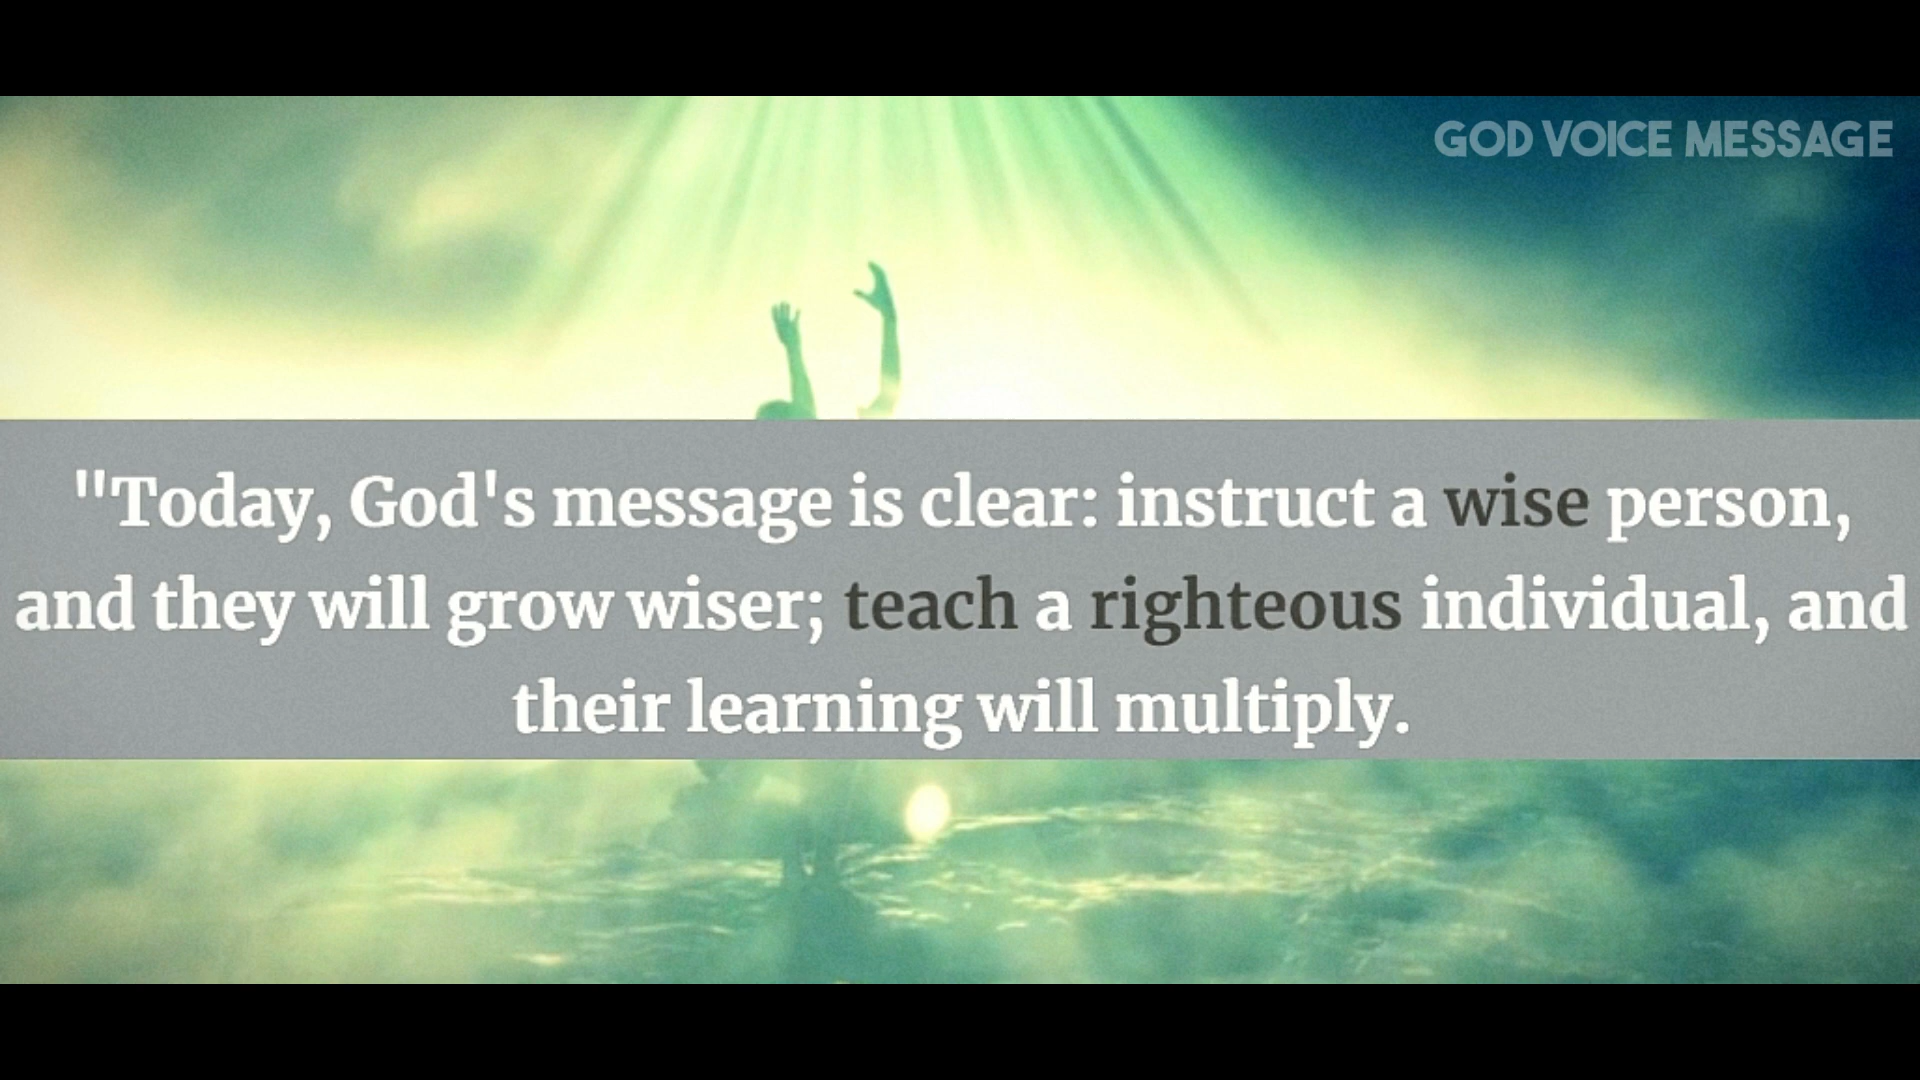 GOD VOICE MESSAGE
"Today, God's message is clear: instruct a wise person,
and they will grow wiser; teach a righteous individual, and
their learning will multiply.